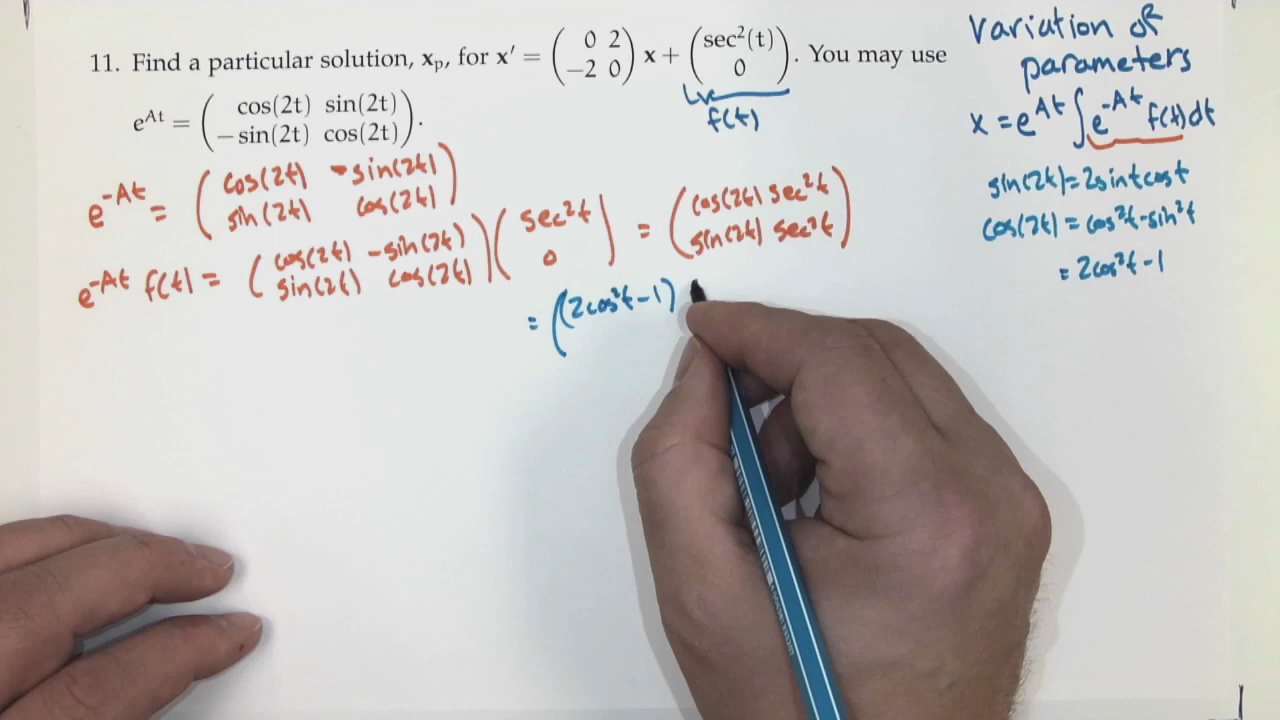 11. Find a particular solution, xₚ, for x′ = ( 0 2 ; −2 0 ) x + ( sec²(t) ; 0 ). You may use
e^{At} = ( cos(2t) sin(2t) ; −sin(2t) cos(2t) ).
f(t)
e^{-At} = ( cos(2t) -sin(2t) ; sin(2t) cos(2t) )
e^{-At} f(t) = ( cos(2t) -sin(2t) ; sin(2t) cos(2t) ) ( sec²t ; 0 ) = ( cos(2t) sec²t ; sin(2t) sec²t )
= ( (2cos²t - 1)
Variation of
parameters
x = e^{At} ∫ e^{-At} f(t) dt
sin(2t) = 2 sint cost
cos(2t) = cos²t - sin²t
= 2cos²t - 1